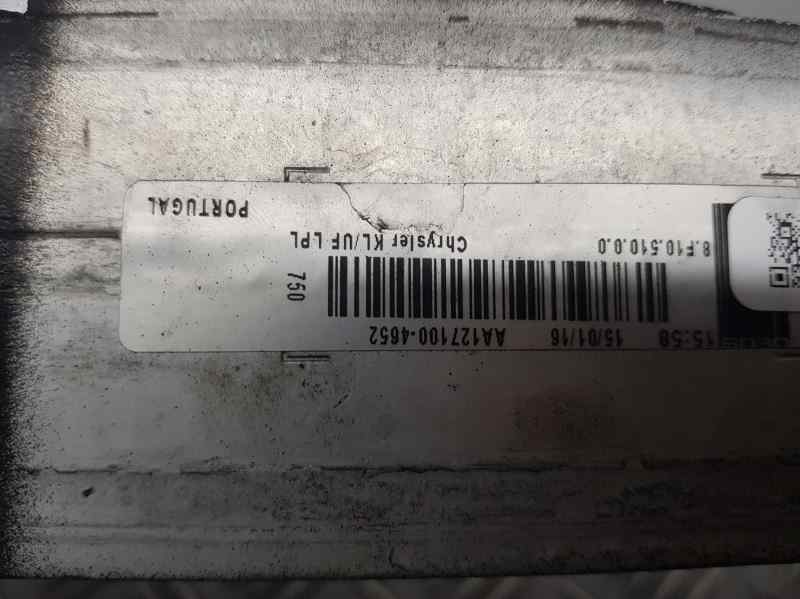 15:58 15/01/16 AA127100-4652
750
8.F10.510.0.0 Chrysler KL/UF LPL
PORTUGAL